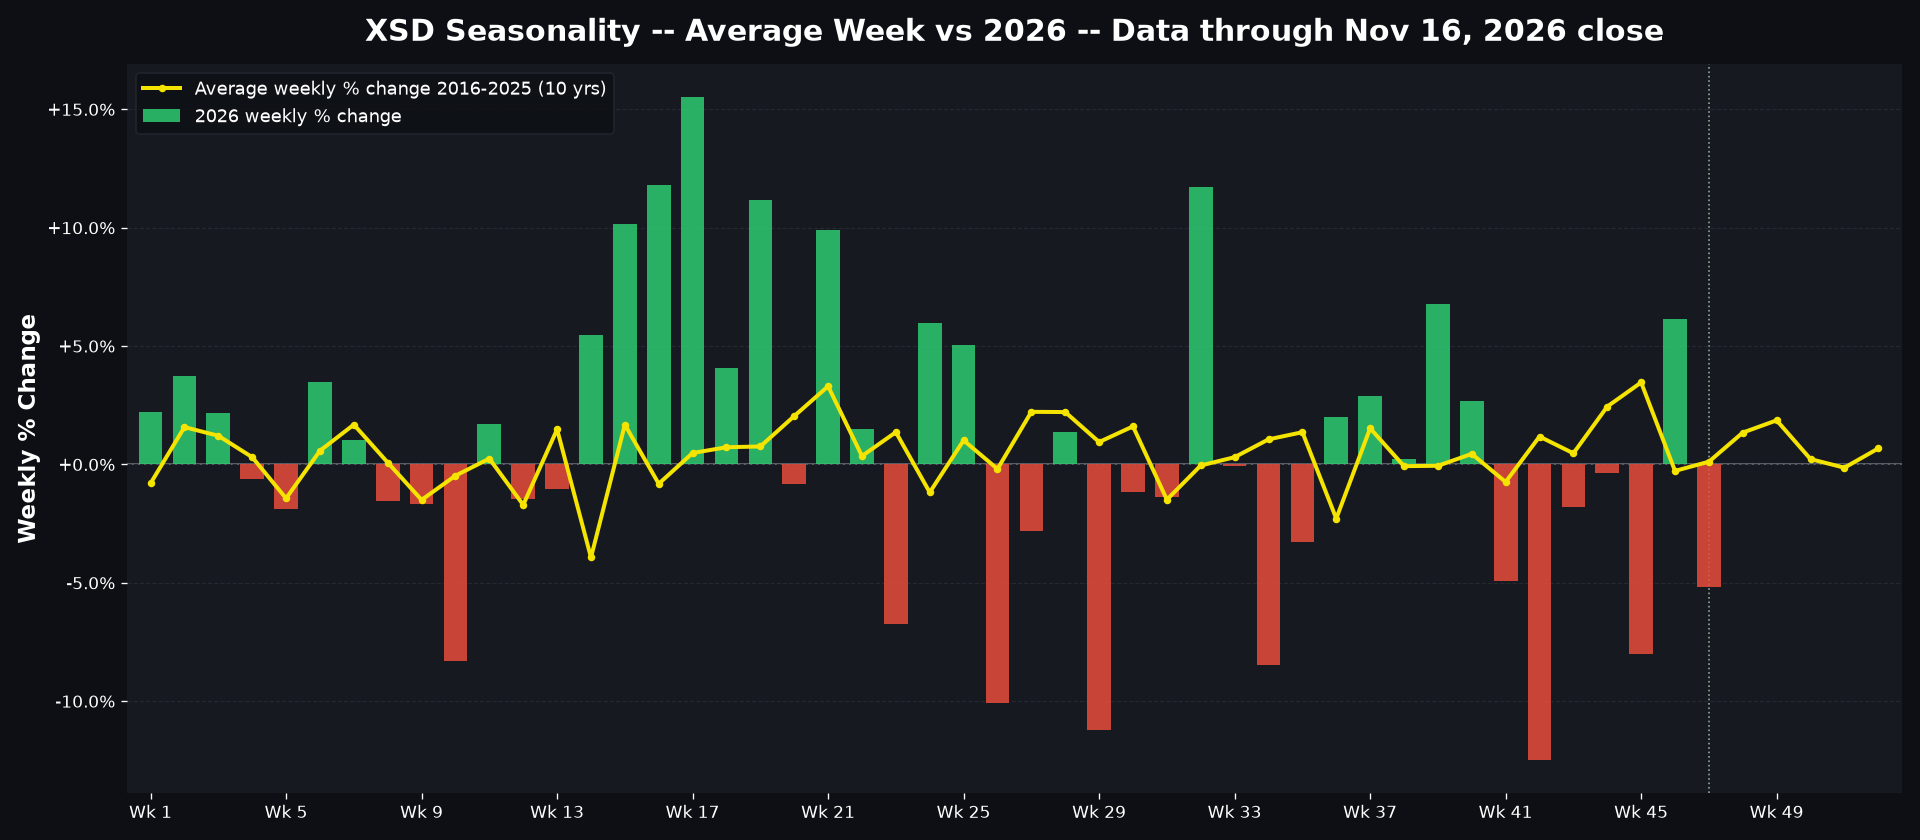 XSD Seasonality -- Average Week vs 2026 -- Data through Nov 16, 2026 close
Average weekly % change 2016-2025 (10 yrs)
2026 weekly % change
Weekly % Change
+15.0%
+10.0%
+5.0%
+0.0%
-5.0%
-10.0%
Wk 1 Wk 5 Wk 9 Wk 13 Wk 17 Wk 21 Wk 25 Wk 29 Wk 33 Wk 37 Wk 41 Wk 45 Wk 49